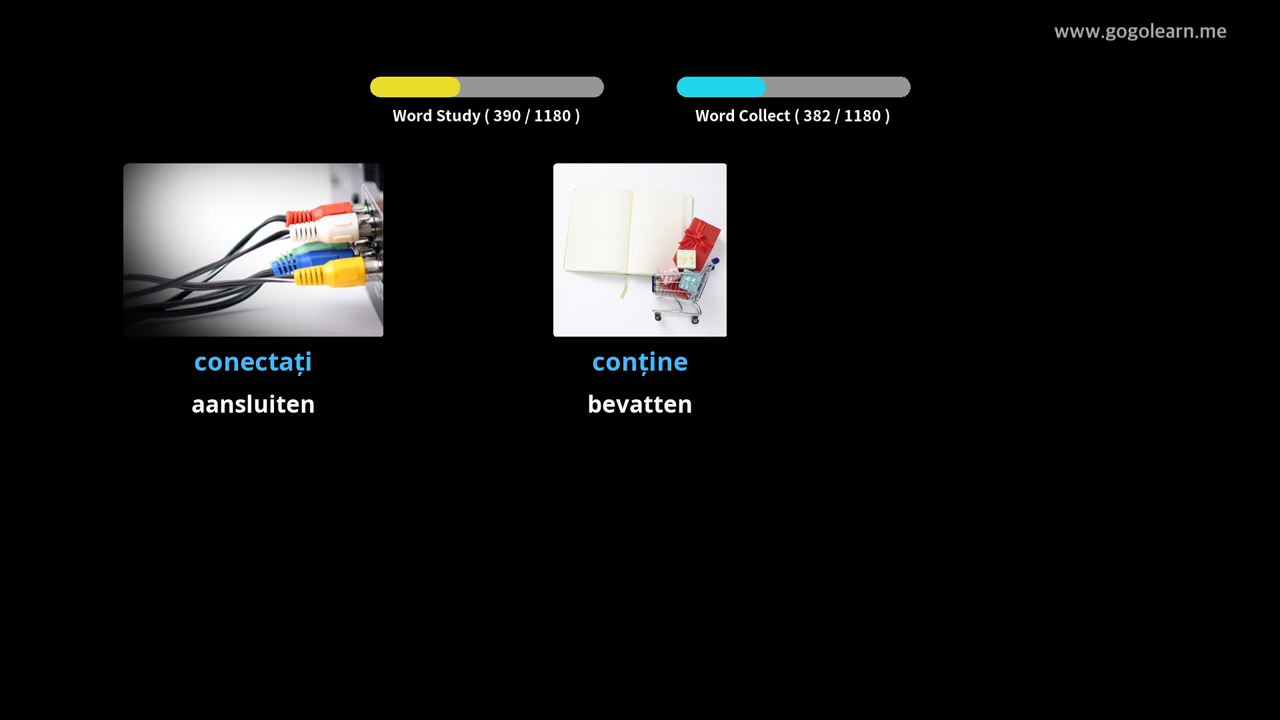 www.gogolearn.me
Word Study ( 390 / 1180 )
Word Collect ( 382 / 1180 )
conectați
conține
aansluiten
bevatten